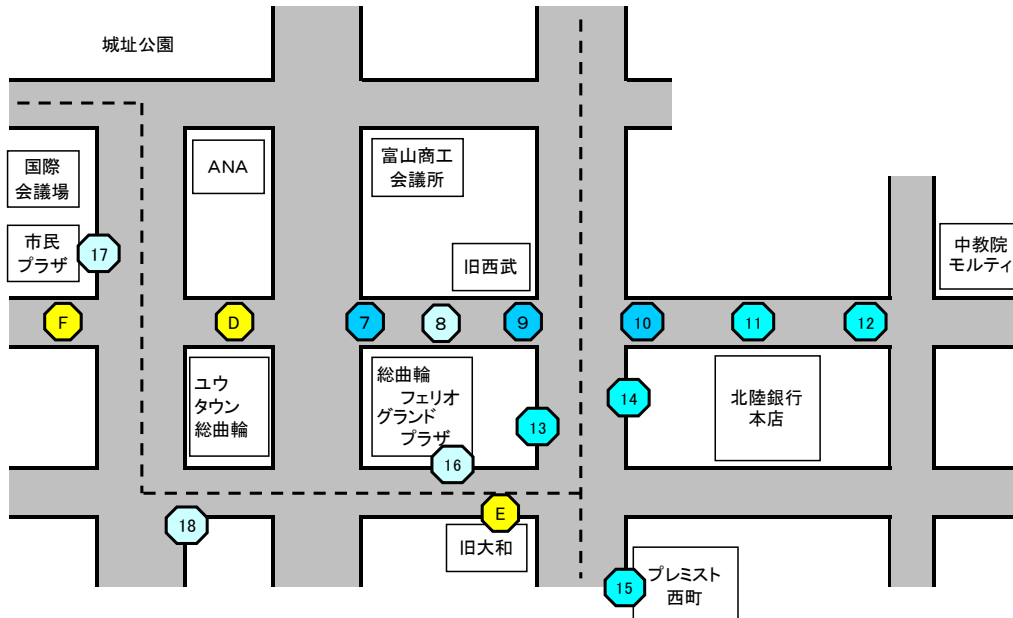 城址公園
国際
会議場
ANA
富山商工
会議所
市民
プラザ
17
旧西武
中教院
モルティ
F
D
7
8
9
10
11
12
ユウ
タウン
総曲輪
総曲輪
フェリオ
グランド
プラザ
13
14
北陸銀行
本店
16
18
E
旧大和
15
プレミスト
西町